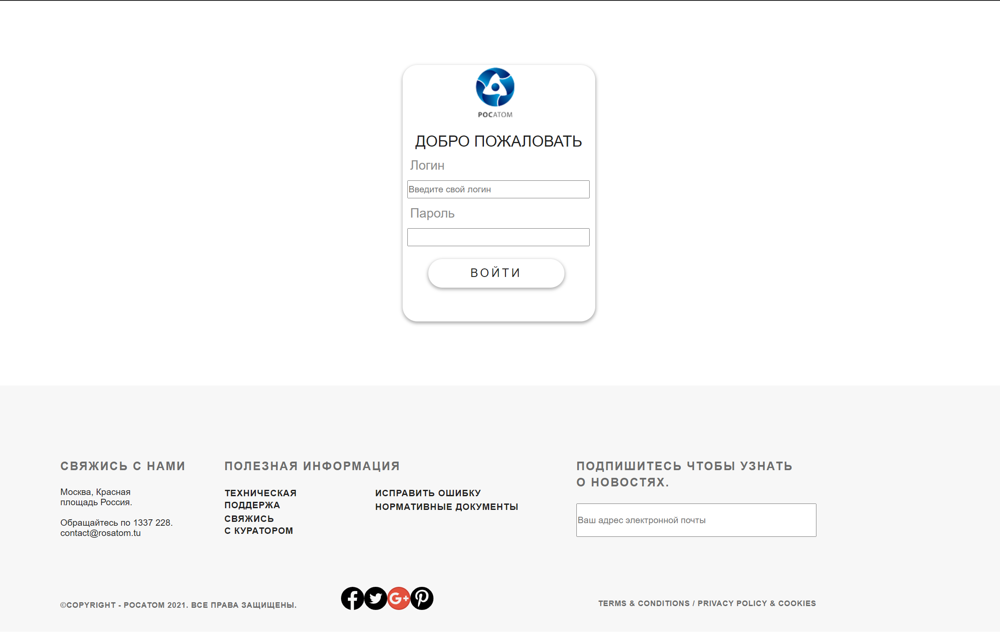 РОСАТОМ
ДОБРО ПОЖАЛОВАТЬ
Логин
Введите свой логин
Пароль
ВОЙТИ
СВЯЖИСЬ С НАМИ
Москва, Красная
площадь Россия.
Обращайтесь по 1337 228.
contact@rosatom.tu
ПОЛЕЗНАЯ ИНФОРМАЦИЯ
ТЕХНИЧЕСКАЯ
ПОДДЕРЖА
СВЯЖИСЬ
С КУРАТОРОМ
ИСПРАВИТЬ ОШИБКУ
НОРМАТИВНЫЕ ДОКУМЕНТЫ
ПОДПИШИТЕСЬ ЧТОБЫ УЗНАТЬ
О НОВОСТЯХ.
Ваш адрес электронной почты
©COPYRIGHT - РОСАТОМ 2021. ВСЕ ПРАВА ЗАЩИЩЕНЫ.
G+
TERMS & CONDITIONS / PRIVACY POLICY & COOKIES